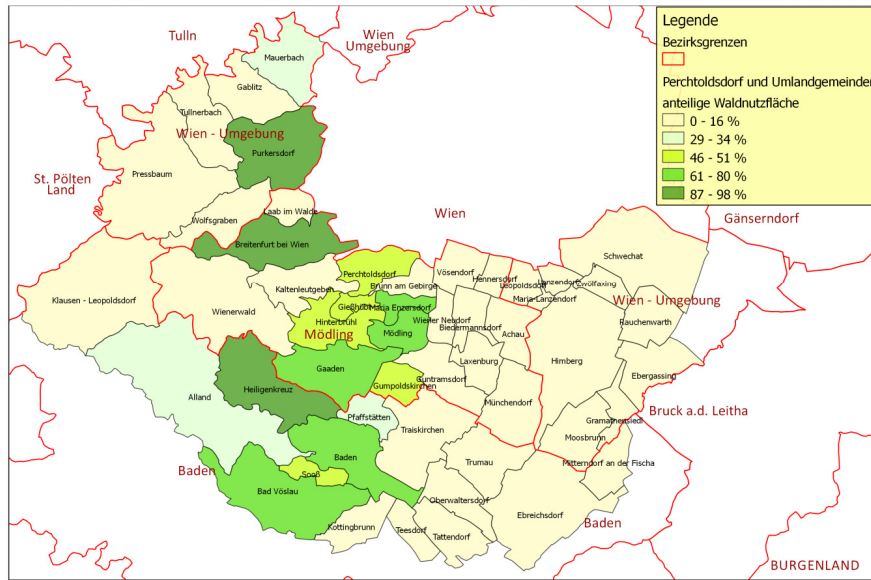 Legende
Bezirksgrenzen
Perchtoldsdorf und Umlandgemeinden
anteilige Waldnutzfläche
0 - 16 %
29 - 34 %
46 - 51 %
61 - 80 %
87 - 98 %
Tulln
Wien
Umgebung
Mauerbach
Gablitz
Tullnerbach
Wien - Umgebung
Purkersdorf
Pressbaum
St. Pölten
Land
Laab im Walde
Wolfsgraben
Wien
Gänserndorf
Breitenfurt bei Wien
Schwechat
Perchtoldsdorf
Vösendorf
Hennersdorf
Leopoldsdorf
Lanzendorf
Zwölfaxing
Brunn am Gebirge
Kaltenleutgeben
Klausen - Leopoldsdorf
Maria-Lanzendorf
Wien - Umgebung
Wienerwald
Gießhübl
Maria Enzersdorf
Hinterbrühl
Wiener Neudorf
Biedermannsdorf
Rauchenwarth
Mödling
Mödling
Achau
Laxenburg
Himberg
Gaaden
Ebergassing
Heiligenkreuz
Gumpoldskirchen
Guntramsdorf
Alland
Münchendorf
Bruck a.d. Leitha
Pfaffstätten
Traiskirchen
Gramatneusiedl
Moosbrunn
Baden
Baden
Trumau
Mitterndorf an der Fischa
Sooß
Bad Vöslau
Oberwaltersdorf
Ebreichsdorf
Baden
Kottingbrunn
Teesdorf
Tattendorf
BURGENLAND